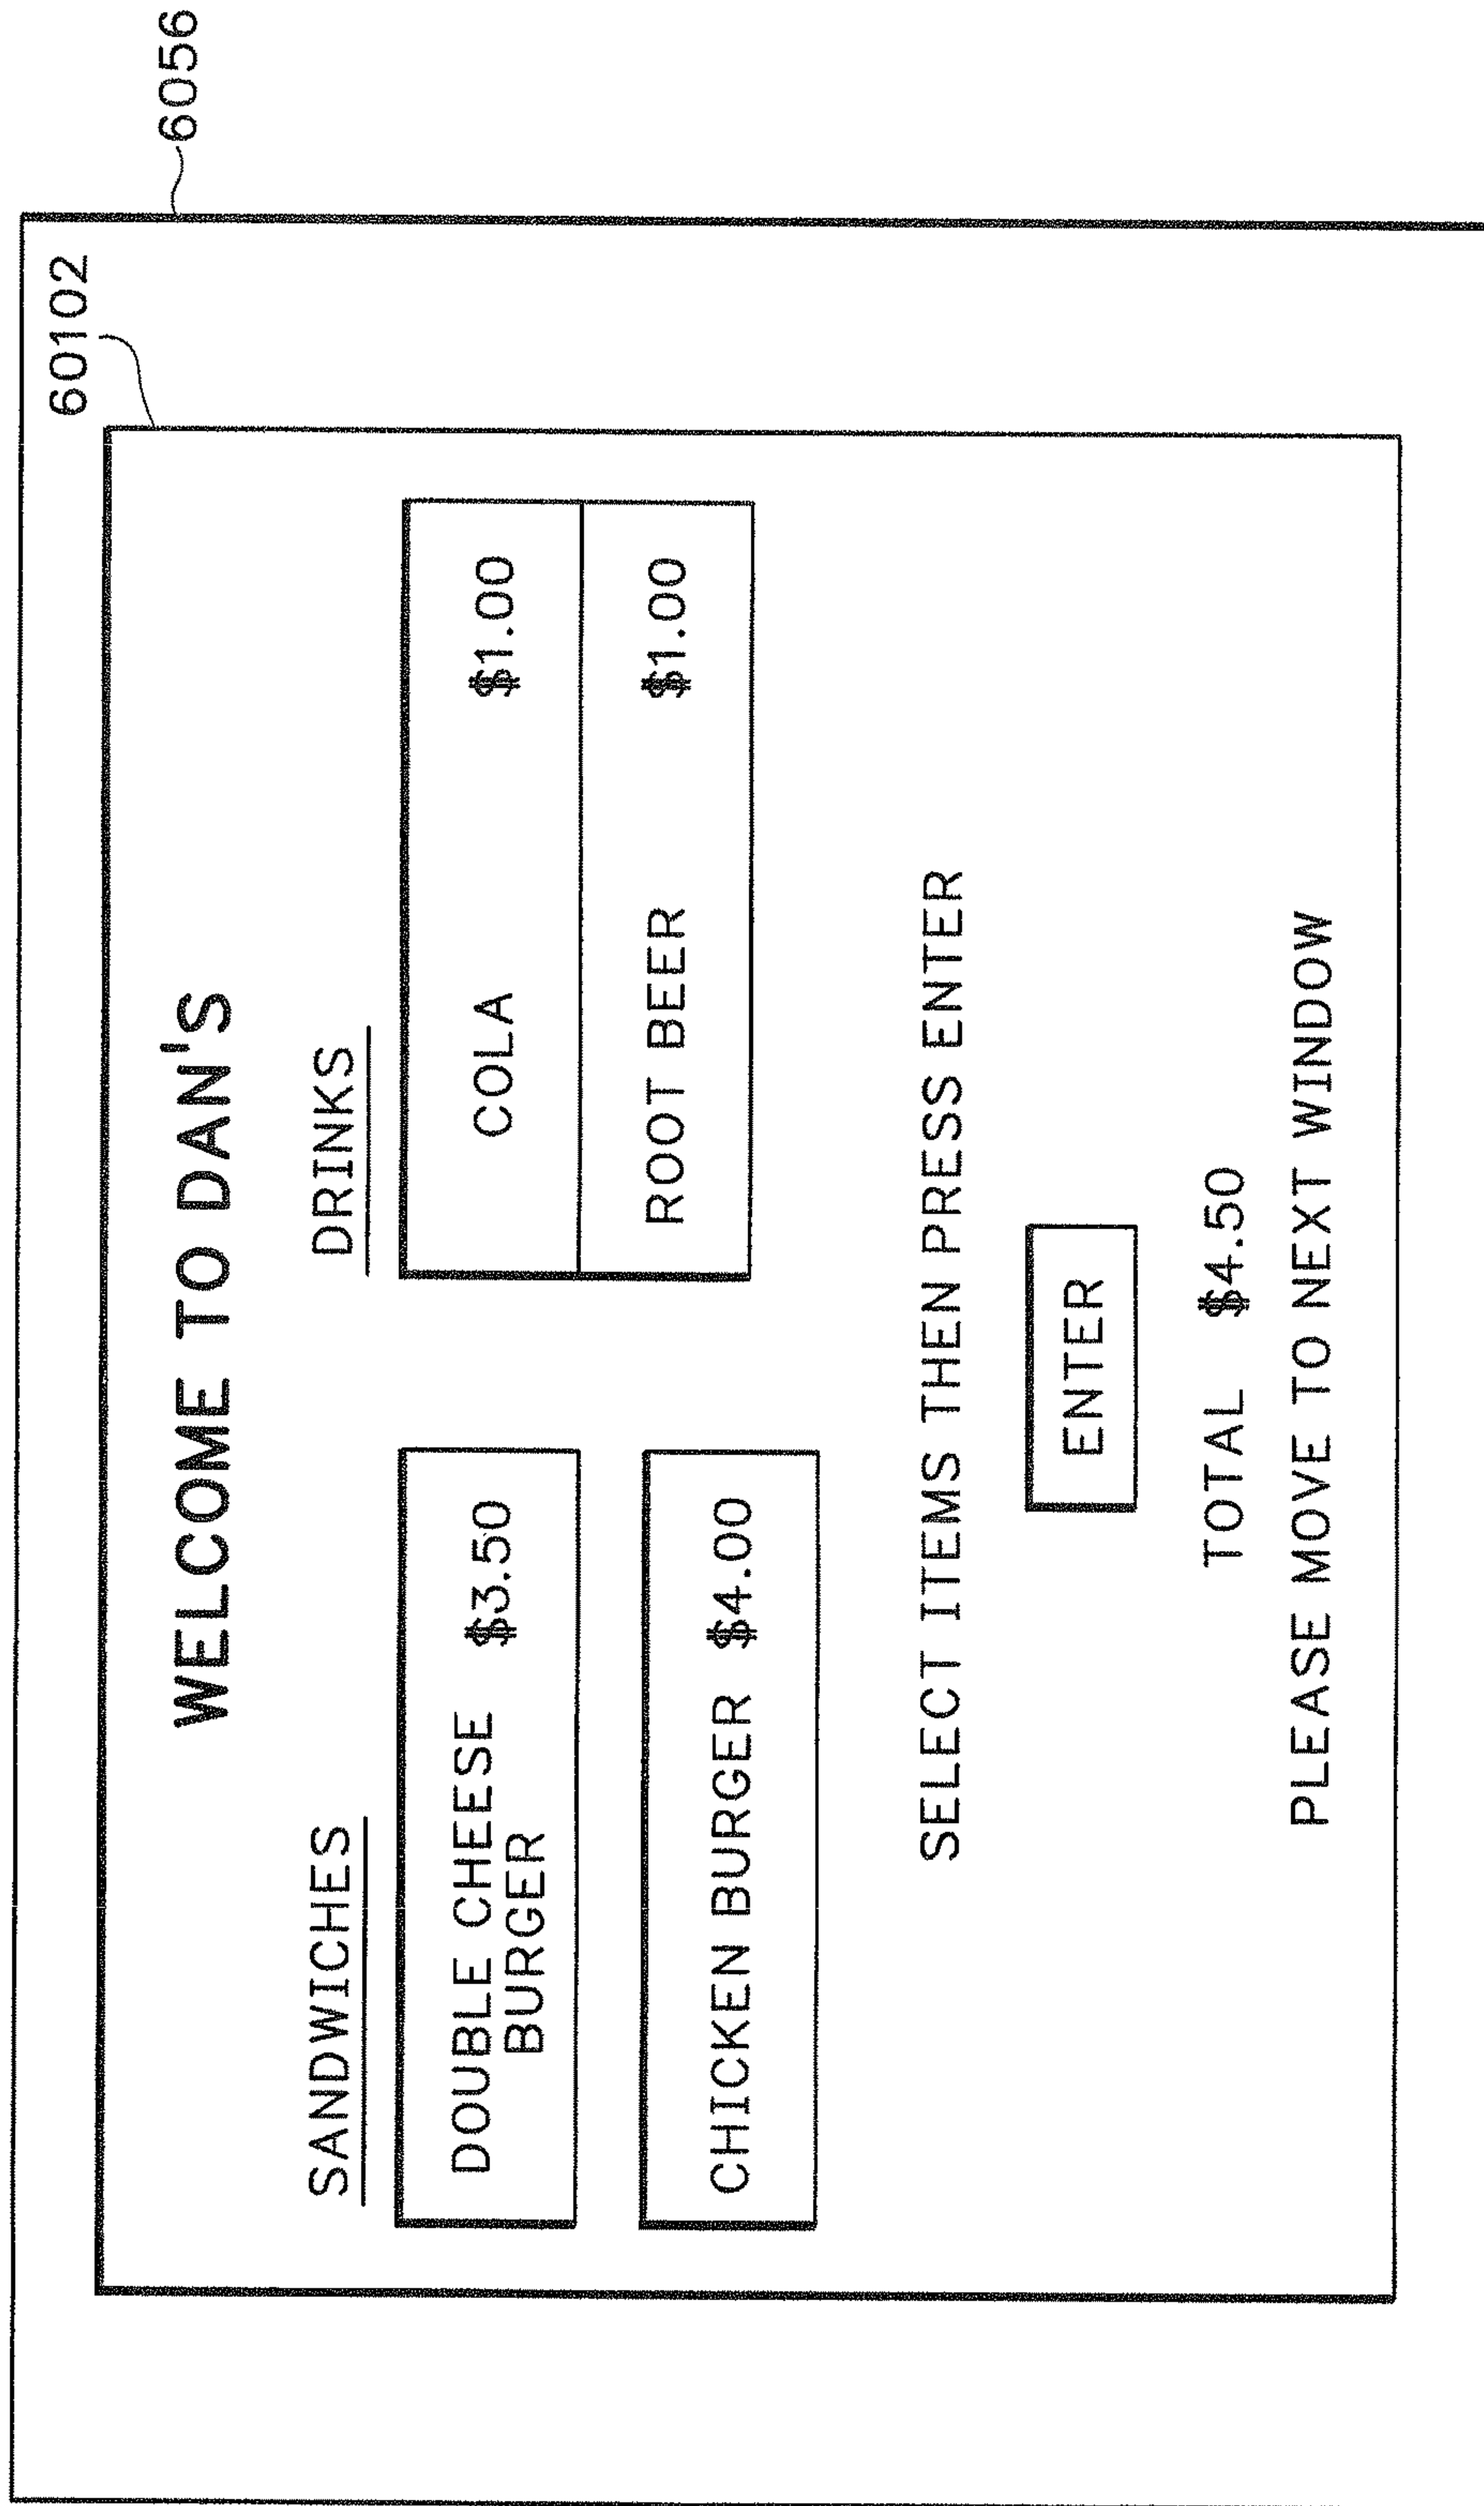 6056
60102
WELCOME TO DAN'S
SANDWICHES
DOUBLE CHEESE $3.50
BURGER
CHICKEN BURGER $4.00
DRINKS
COLA $1.00
ROOT BEER $1.00
SELECT ITEMS THEN PRESS ENTER
ENTER
TOTAL $4.50
PLEASE MOVE TO NEXT WINDOW